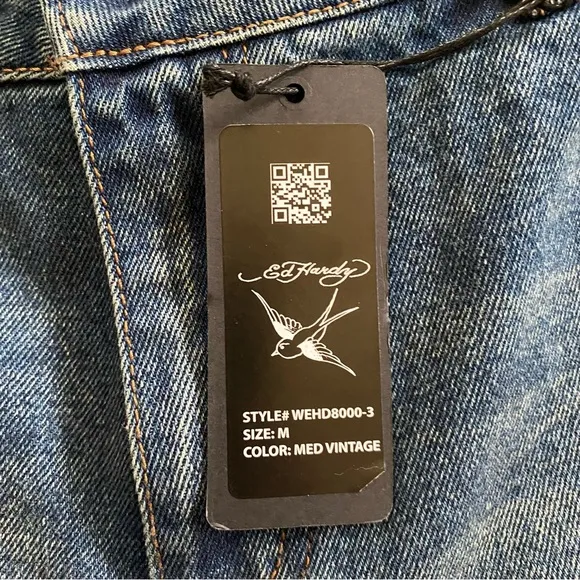 Ed Hardy
STYLE# WEHD8000-3
SIZE: M
COLOR: MED VINTAGE